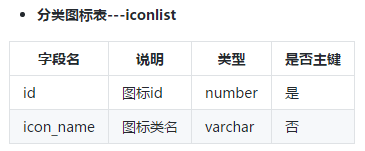 分类图标表---iconlist
字段名 说明 类型 是否主键
id 图标id number 是
icon_name 图标类名 varchar 否